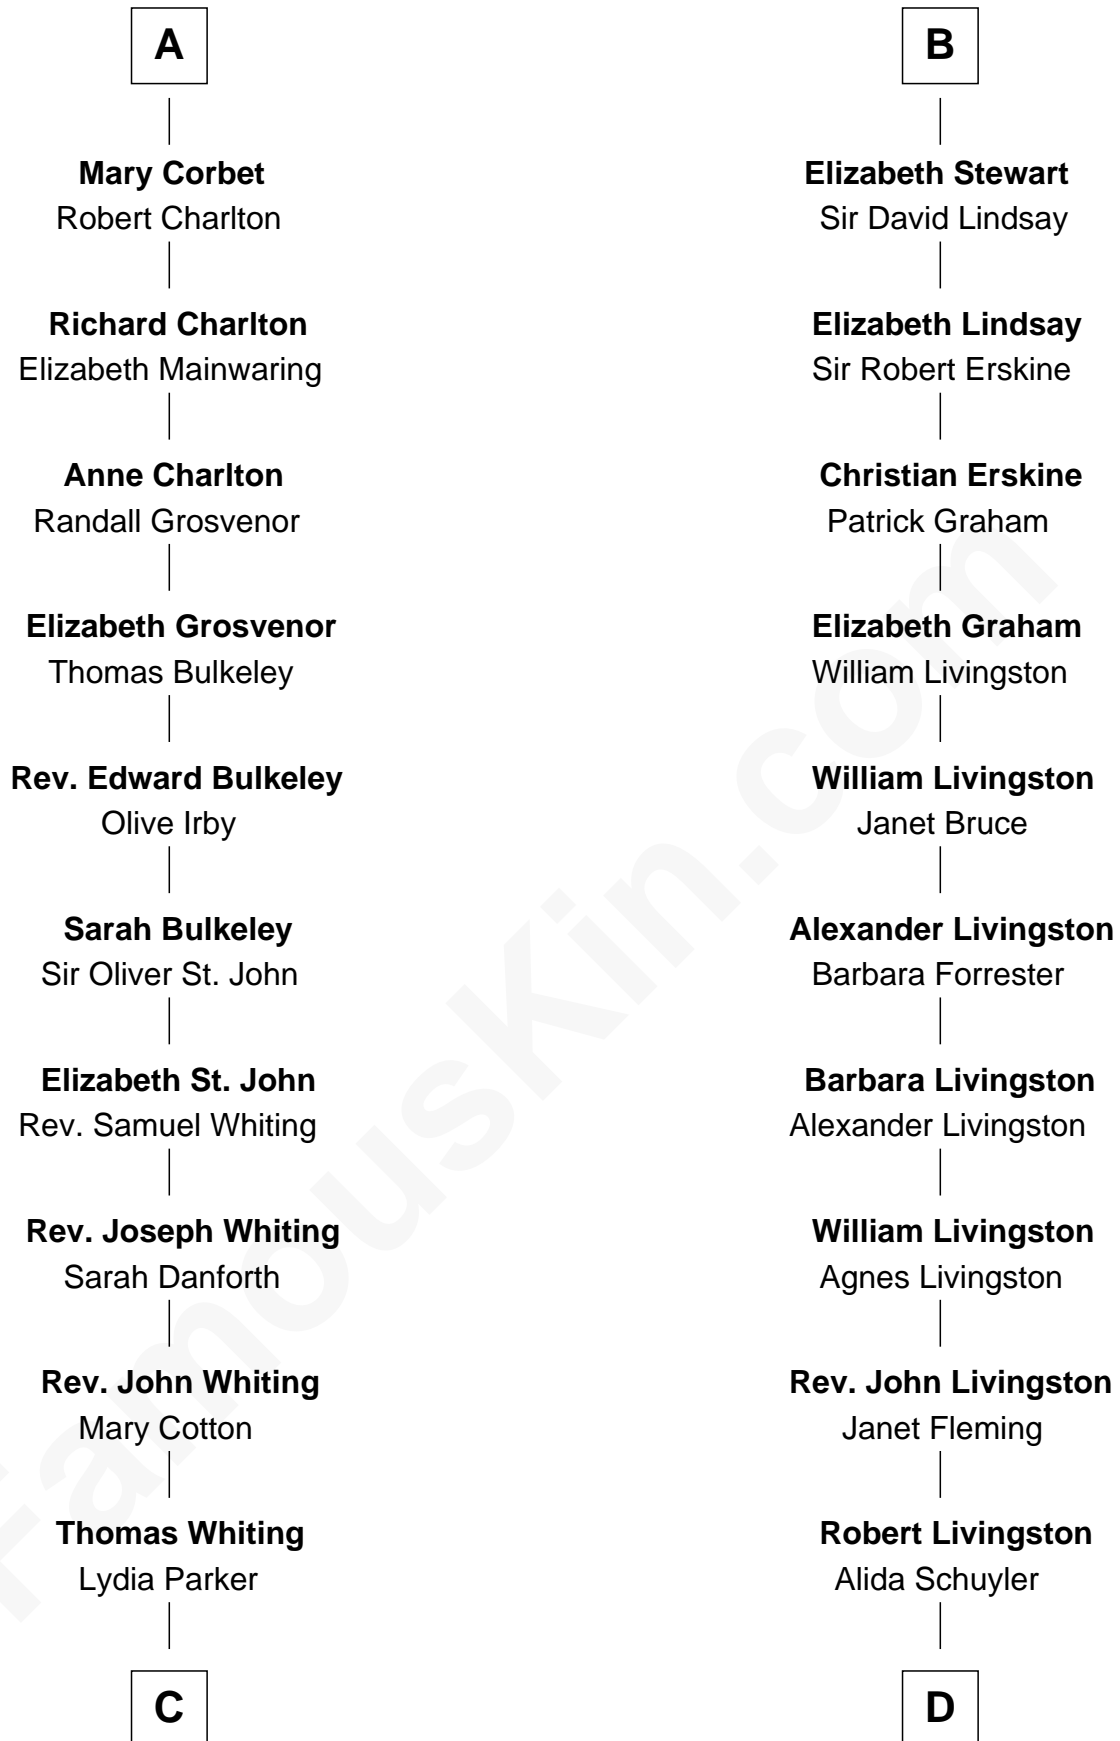 A
Mary Corbet
Robert Charlton
Richard Charlton
Elizabeth Mainwaring
Anne Charlton
Randall Grosvenor
Elizabeth Grosvenor
Thomas Bulkeley
Rev. Edward Bulkeley
Olive Irby
Sarah Bulkeley
Sir Oliver St. John
Elizabeth St. John
Rev. Samuel Whiting
Rev. Joseph Whiting
Sarah Danforth
Rev. John Whiting
Mary Cotton
Thomas Whiting
Lydia Parker
C
B
Elizabeth Stewart
Sir David Lindsay
Elizabeth Lindsay
Sir Robert Erskine
Christian Erskine
Patrick Graham
Elizabeth Graham
William Livingston
William Livingston
Janet Bruce
Alexander Livingston
Barbara Forrester
Barbara Livingston
Alexander Livingston
William Livingston
Agnes Livingston
Rev. John Livingston
Janet Fleming
Robert Livingston
Alida Schuyler
D
FamousKin.com